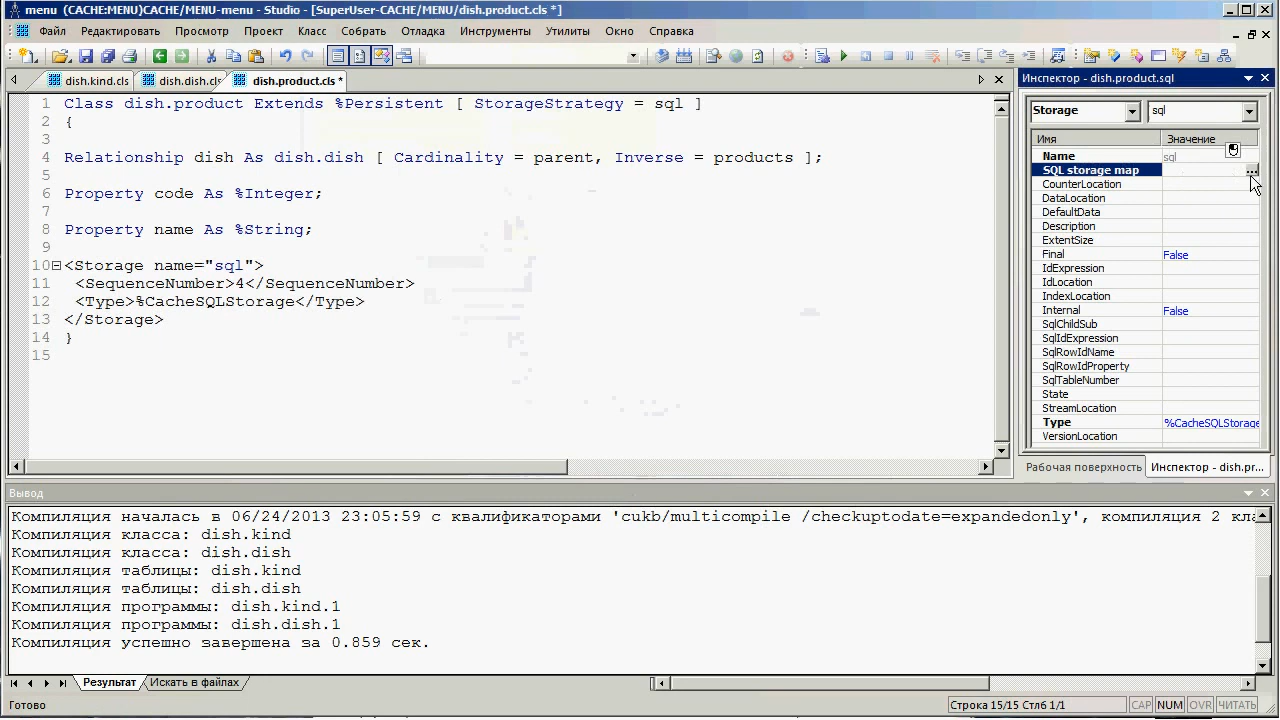 menu (CACHE:MENU)CACHE/MENU-menu - Studio - [SuperUser-CACHE/MENU/dish.product.cls *]
Файл Редактировать Просмотр Проект Класс Собрать Отладка Инструменты Утилиты Окно Справка
dish.kind.cls dish.dish.cls dish.product.cls *
1 Class dish.product Extends %Persistent [ StorageStrategy = sql ]
2 {
3
4 Relationship dish As dish.dish [ Cardinality = parent, Inverse = products ];
5
6 Property code As %Integer;
7
8 Property name As %String;
9
10 <Storage name="sql">
11 <SequenceNumber>4</SequenceNumber>
12 <Type>%CacheSQLStorage</Type>
13 </Storage>
14 }
15
Инспектор - dish.product.sql
Storage sql
Имя Значение
Name sql
SQL storage map ...
CounterLocation
DataLocation
DefaultData
Description
ExtentSize
Final False
IdExpression
IdLocation
IndexLocation
Internal False
SqlChildSub
SqlIdExpression
SqlRowIdName
SqlRowIdProperty
SqlTableNumber
State
StreamLocation
Type %CacheSQLStorage
VersionLocation
Рабочая поверхность Инспектор - dish.pr...
Вывод
Компиляция началась в 06/24/2013 23:05:59 с квалификаторами 'cukb/multicompile /checkuptodate=expandedonly', компиляция 2 кла
Компиляция класса: dish.kind
Компиляция класса: dish.dish
Компиляция таблицы: dish.kind
Компиляция таблицы: dish.dish
Компиляция программы: dish.kind.1
Компиляция программы: dish.dish.1
Компиляция успешно завершена за 0.859 сек.
Результат Искать в файлах
Готово Строка 15/15 Стлб 1/1 CAP NUM OVR ЧИТАТЬ